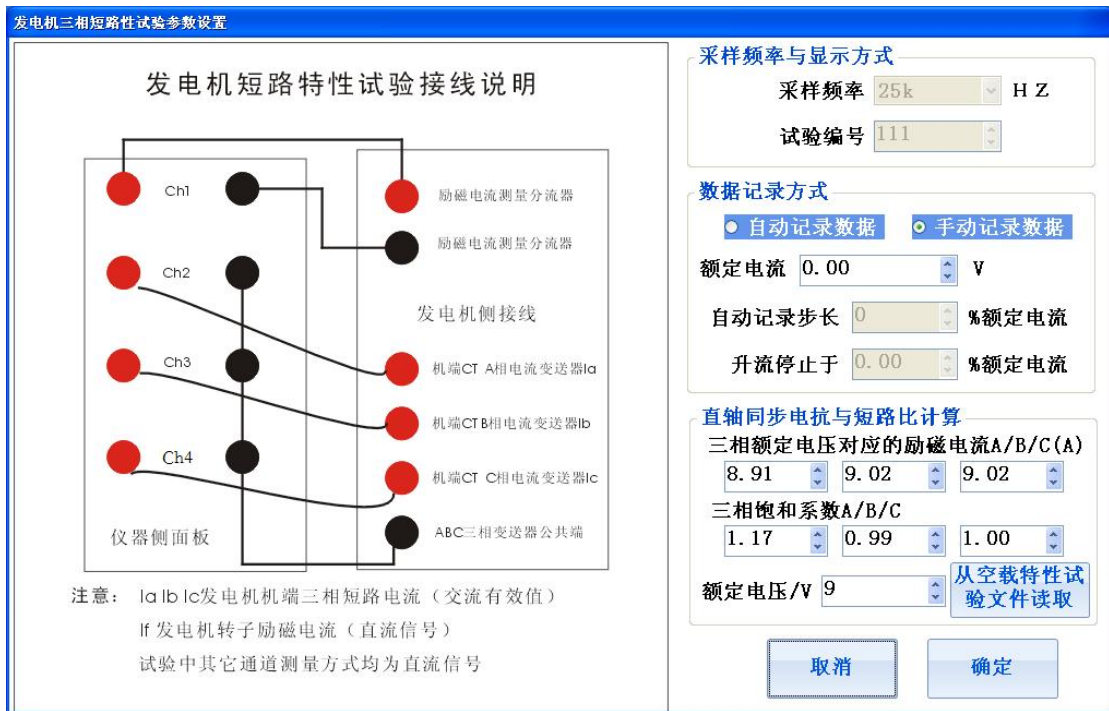 发电机三相短路性试验参数设置
发电机短路特性试验接线说明
Ch1
励磁电流测量分流器
励磁电流测量分流器
Ch2
发电机侧接线
Ch3
机端CT A相电流变送器Ia
机端CTB相电流变送器Ib
Ch4
机端CT C相电流变送器Ic
仪器侧面板
ABC三相变送器公共端
注意： Ia Ib Ic发电机机端三相短路电流（交流有效值）
If 发电机转子励磁电流（直流信号）
试验中其它通道测量方式均为直流信号
采样频率与显示方式
采样频率 25k HZ
试验编号 111
数据记录方式
自动记录数据 手动记录数据
额定电流 0.00 V
自动记录步长 0 %额定电流
升流停止于 0.00 %额定电流
直轴同步电抗与短路比计算
三相额定电压对应的励磁电流A/B/C(A)
8.91 9.02 9.02
三相饱和系数A/B/C
1.17 0.99 1.00
额定电压/V 9
从空载特性试
验文件读取
取消 确定